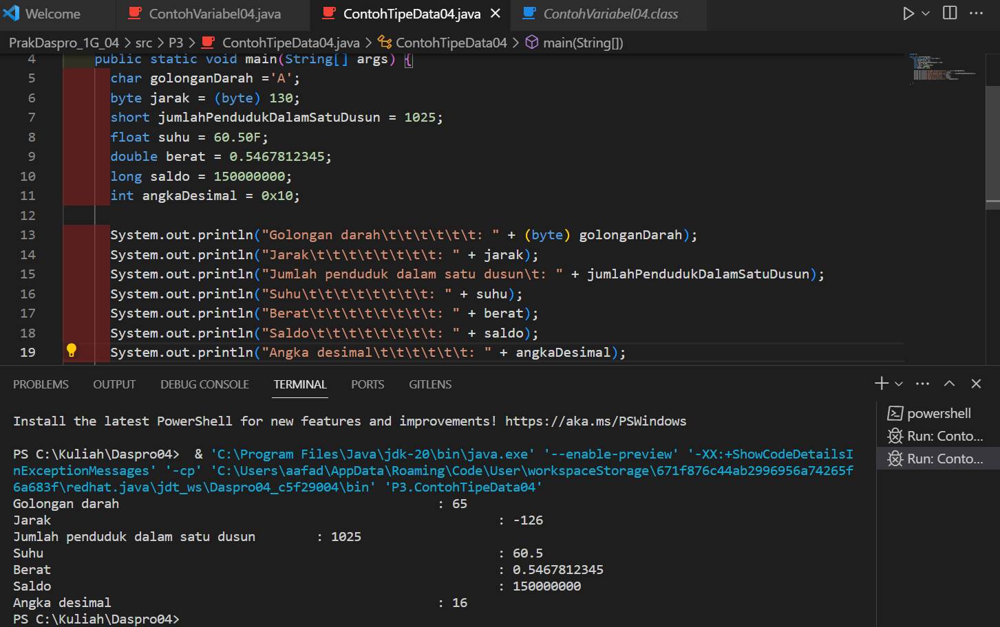 Welcome ContohVariabel04.java ContohTipeData04.java ContohVariabel04.class
PrakDaspro_1G_04 > src > P3 > ContohTipeData04.java > ContohTipeData04 > main(String[])
4 public static void main(String[] args) {
5 char golonganDarah ='A';
6 byte jarak = (byte) 130;
7 short jumlahPendudukDalamSatuDusun = 1025;
8 float suhu = 60.50F;
9 double berat = 0.5467812345;
10 long saldo = 150000000;
11 int angkaDesimal = 0x10;
12
13 System.out.println("Golongan darah\t\t\t\t\t\t: " + (byte) golonganDarah);
14 System.out.println("Jarak\t\t\t\t\t\t\t\t: " + jarak);
15 System.out.println("Jumlah penduduk dalam satu dusun\t: " + jumlahPendudukDalamSatuDusun);
16 System.out.println("Suhu\t\t\t\t\t\t\t\t: " + suhu);
17 System.out.println("Berat\t\t\t\t\t\t\t\t: " + berat);
18 System.out.println("Saldo\t\t\t\t\t\t\t\t: " + saldo);
19 System.out.println("Angka desimal\t\t\t\t\t\t: " + angkaDesimal);
PROBLEMS OUTPUT DEBUG CONSOLE TERMINAL PORTS GITLENS
Install the latest PowerShell for new features and improvements! https://aka.ms/PSWindows
PS C:\Kuliah\Daspro04>  & 'C:\Program Files\Java\jdk-20\bin\java.exe' '--enable-preview' '-XX:+ShowCodeDetailsI
nExceptionMessages' '-cp' 'C:\Users\aafad\AppData\Roaming\Code\User\workspaceStorage\671f876c44ab2996956a74265f
6a683f\redhat.java\jdt_ws\Daspro04_c5f29004\bin' 'P3.ContohTipeData04'
Golongan darah : 65
Jarak : -126
Jumlah penduduk dalam satu dusun : 1025
Suhu : 60.5
Berat : 0.5467812345
Saldo : 150000000
Angka desimal : 16
PS C:\Kuliah\Daspro04>
powershell
Run: Conto...
Run: Conto...